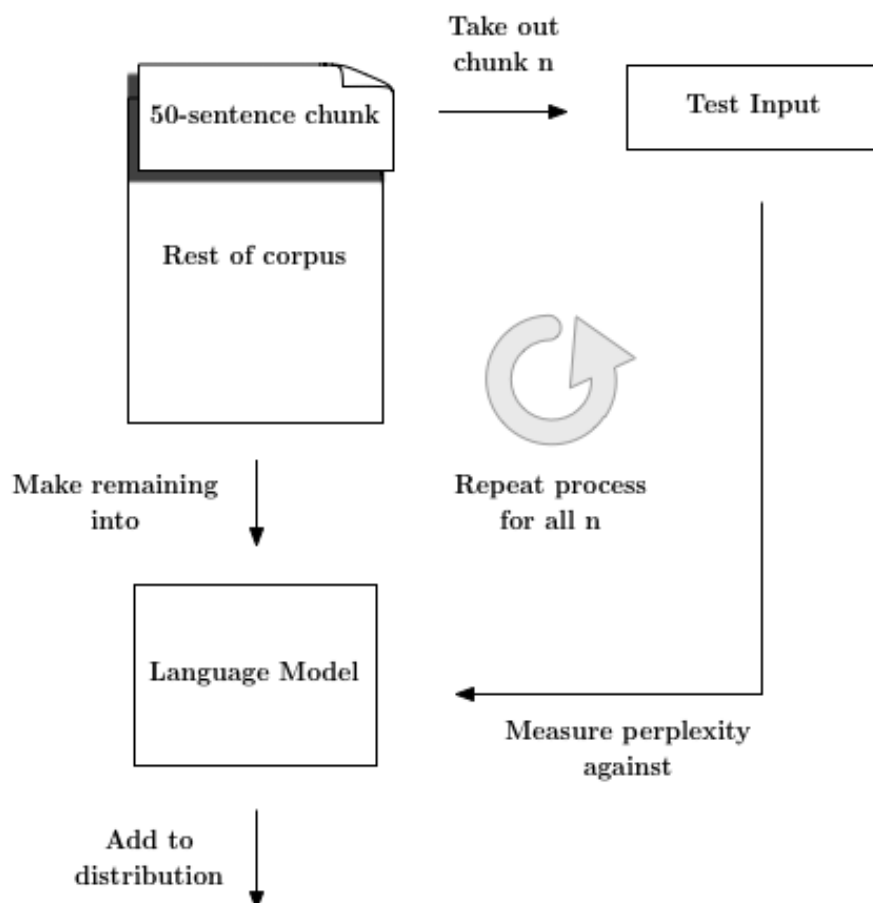 Take out
chunk n
50-sentence chunk
Test Input
Rest of corpus
Make remaining
into
Repeat process
for all n
Language Model
Measure perplexity
against
Add to
distribution